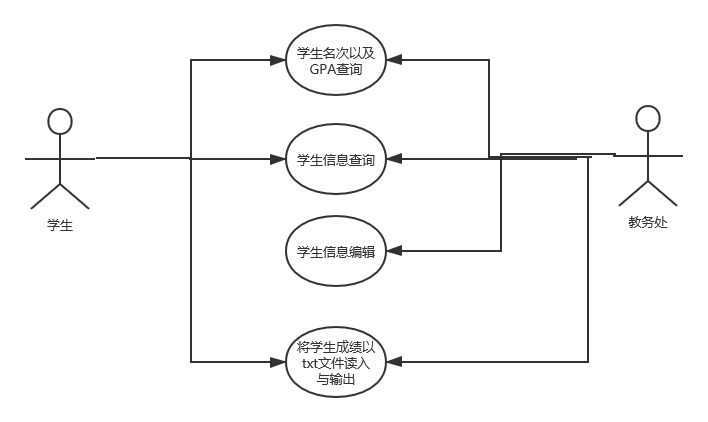 学生名次以及
GPA查询
学生信息查询
学生
教务处
学生信息编辑
将学生成绩以
txt文件读入
与输出